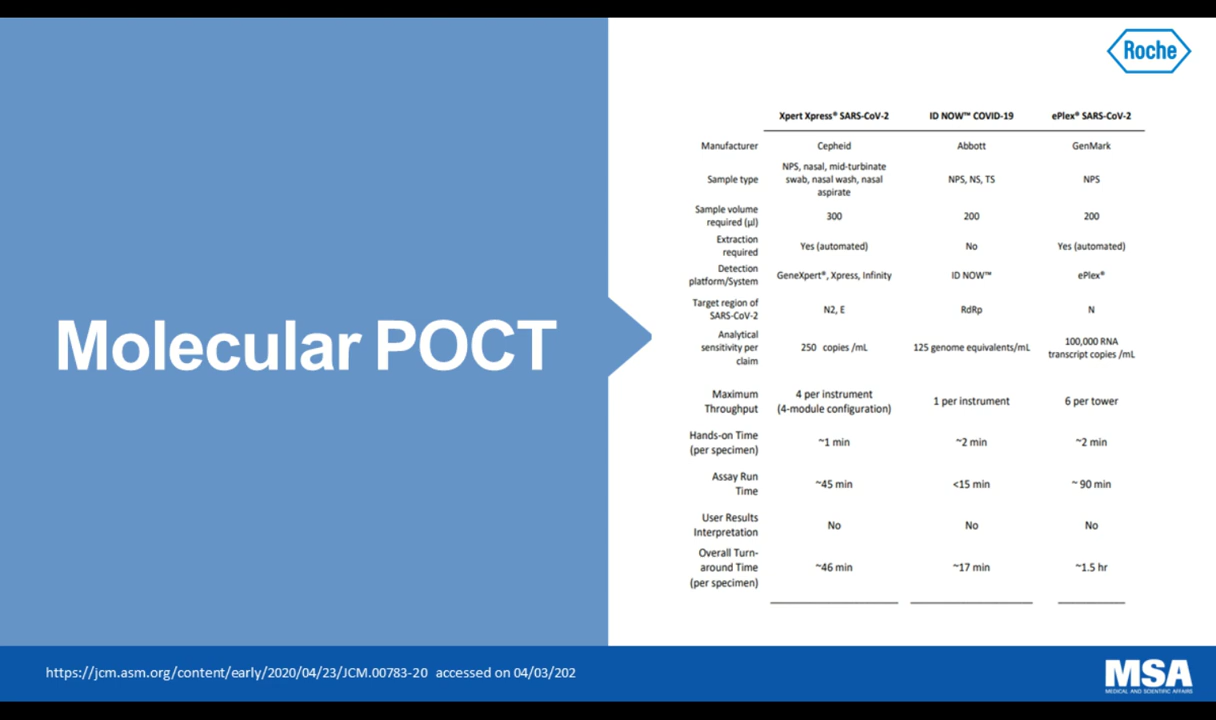 Roche
Molecular POCT
Xpert Xpress® SARS-CoV-2 ID NOW™ COVID-19 ePlex® SARS-CoV-2
Manufacturer Cepheid Abbott GenMark
Sample type NPS, nasal, mid-turbinate swab, nasal wash, nasal aspirate NPS, NS, TS NPS
Sample volume required (µl) 300 200 200
Extraction required Yes (automated) No Yes (automated)
Detection platform/System GeneXpert®, Xpress, Infinity ID NOW™ ePlex®
Target region of SARS-CoV-2 N2, E RdRp N
Analytical sensitivity per claim 250 copies /mL 125 genome equivalents/mL 100,000 RNA transcript copies /mL
Maximum Throughput 4 per instrument (4-module configuration) 1 per instrument 6 per tower
Hands-on Time (per specimen) ~1 min ~2 min ~2 min
Assay Run Time ~45 min <15 min ~ 90 min
User Results Interpretation No No No
Overall Turn-around Time (per specimen) ~46 min ~17 min ~1.5 hr
https://jcm.asm.org/content/early/2020/04/23/JCM.00783-20 accessed on 04/03/202
MSA
MEDICAL AND SCIENTIFIC AFFAIRS